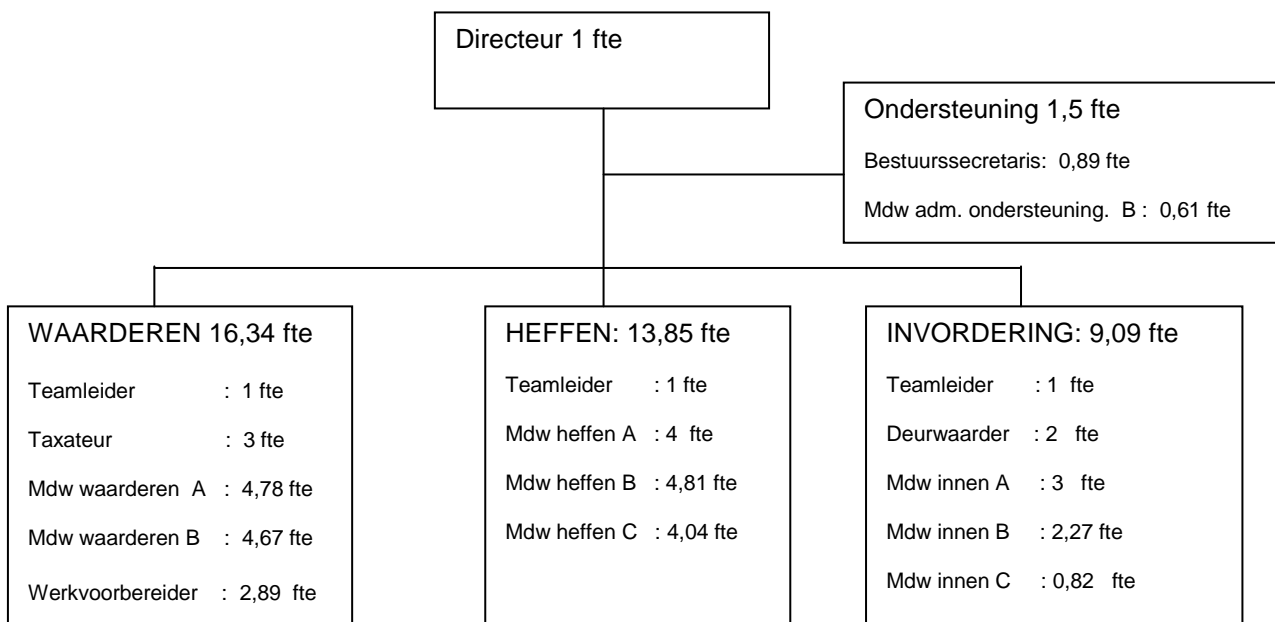 Directeur 1 fte
Ondersteuning 1,5 fte
Bestuurssecretaris: 0,89 fte
Mdw adm. ondersteuning. B : 0,61 fte
WAARDEREN 16,34 fte
Teamleider : 1 fte
Taxateur : 3 fte
Mdw waarderen A : 4,78 fte
Mdw waarderen B : 4,67 fte
Werkvoorbereider : 2,89 fte
HEFFEN: 13,85 fte
Teamleider : 1 fte
Mdw heffen A : 4 fte
Mdw heffen B : 4,81 fte
Mdw heffen C : 4,04 fte
INVORDERING: 9,09 fte
Teamleider : 1 fte
Deurwaarder : 2 fte
Mdw innen A : 3 fte
Mdw innen B : 2,27 fte
Mdw innen C : 0,82 fte